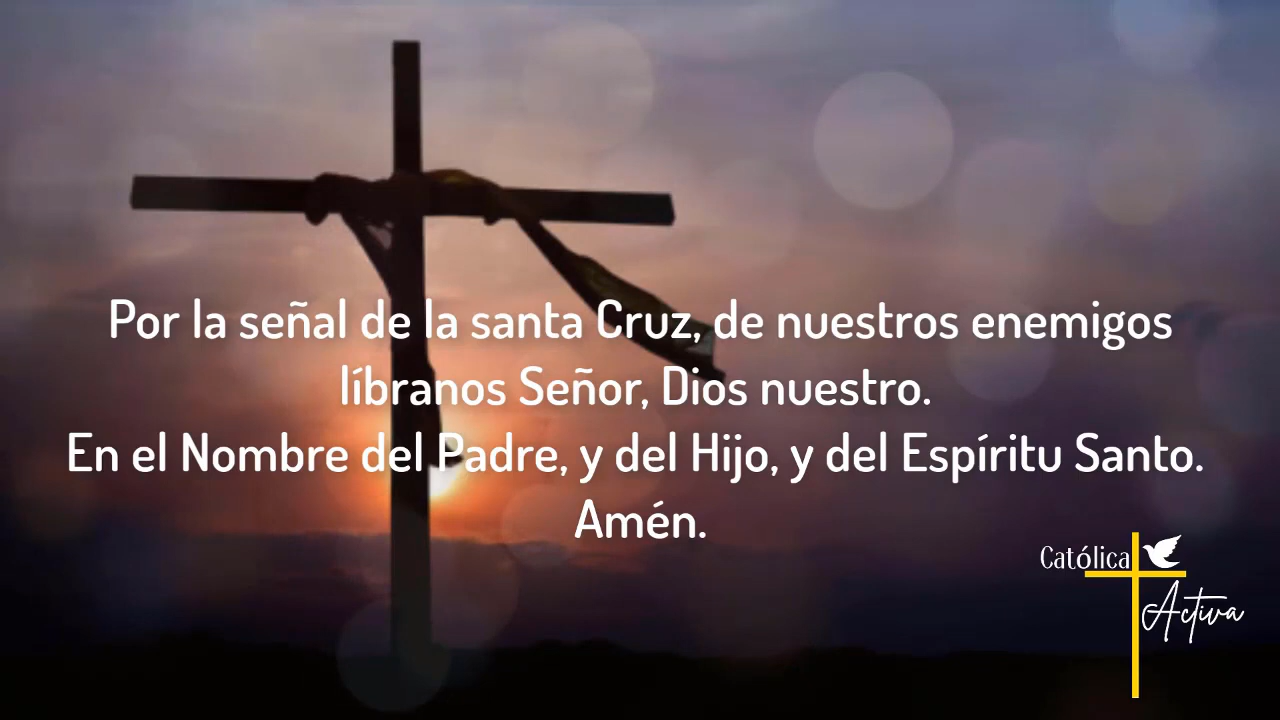 Por la señal de la santa Cruz, de nuestros enemigos
líbranos Señor, Dios nuestro.
En el Nombre del Padre, y del Hijo, y del Espíritu Santo.
Amén.
Católica
Activa